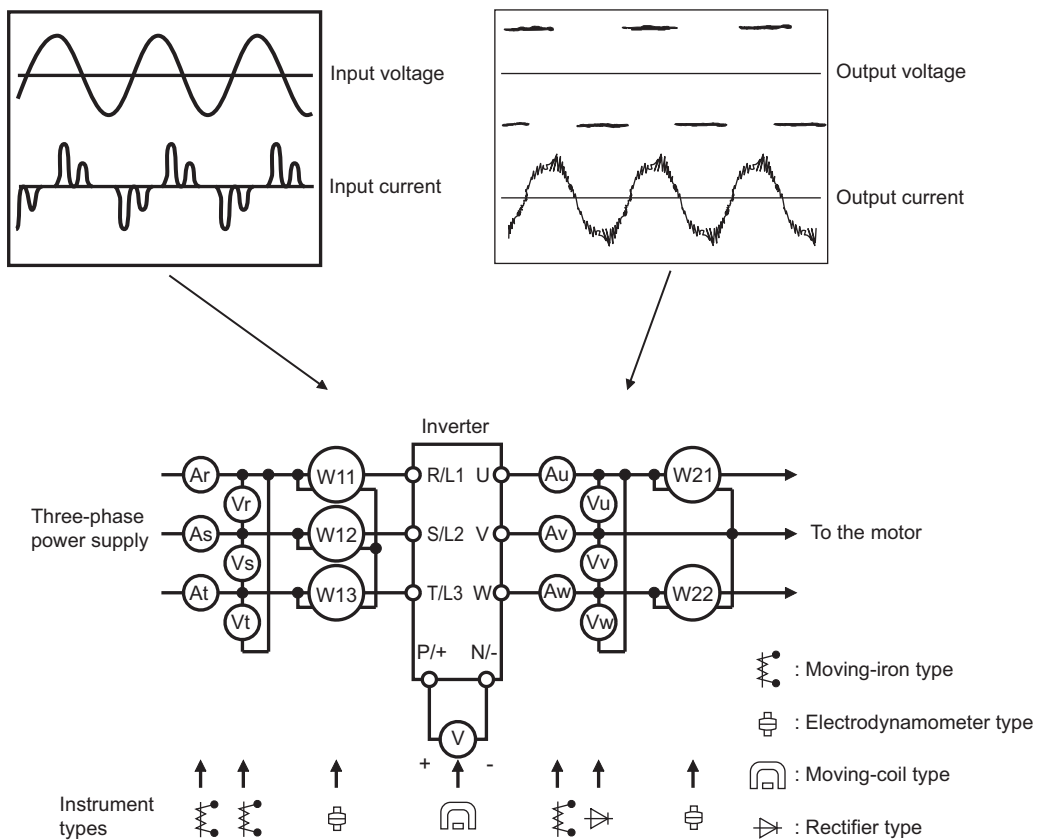 Input voltage
Input current
Output voltage
Output current
Inverter
Ar
W11
R/L1
U
Au
W21
Vr
Vu
Three-phase
power supply
As
W12
S/L2
V
Av
To the motor
Vs
Vv
At
W13
T/L3
W
Aw
W22
Vt
Vw
P/+
N/-
: Moving-iron type
: Electrodynamometer type
V
+
-
: Moving-coil type
Instrument
types
: Rectifier type